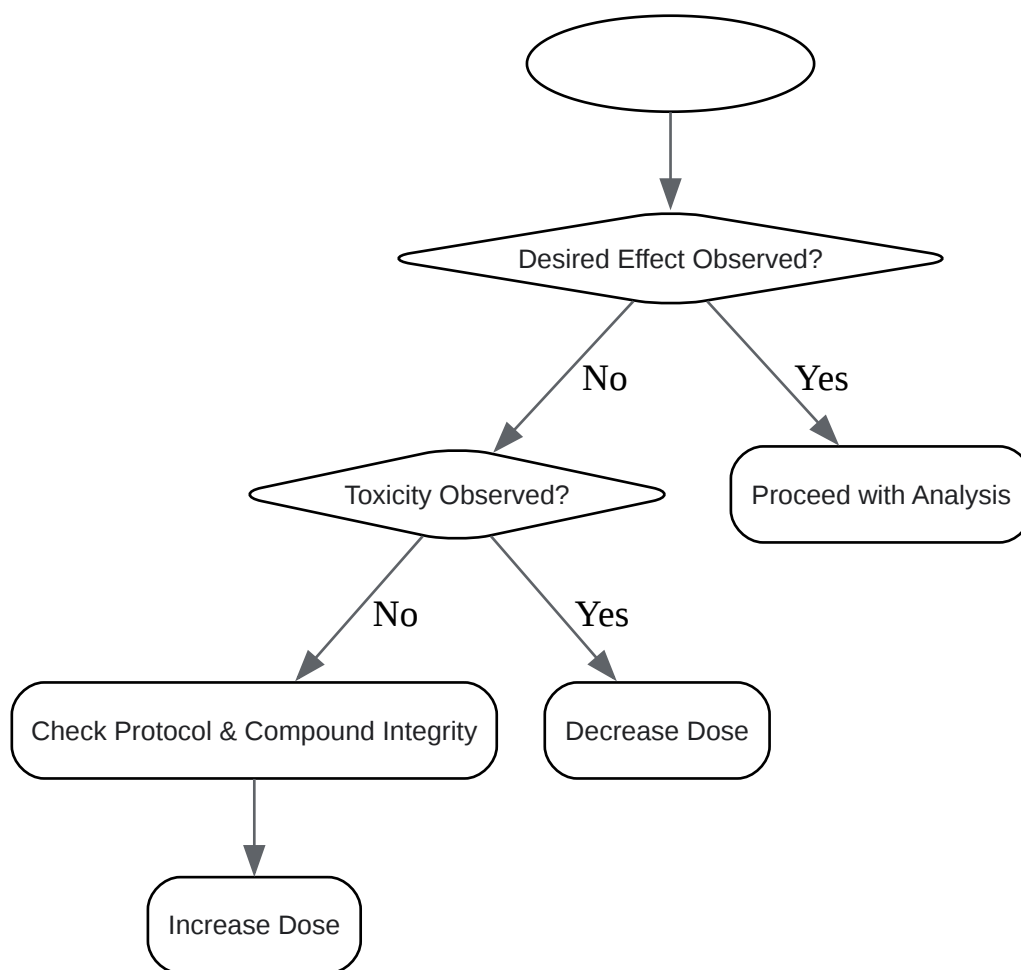 Desired Effect Observed?
No
Yes
Toxicity Observed?
Proceed with Analysis
No
Yes
Check Protocol & Compound Integrity
Decrease Dose
Increase Dose